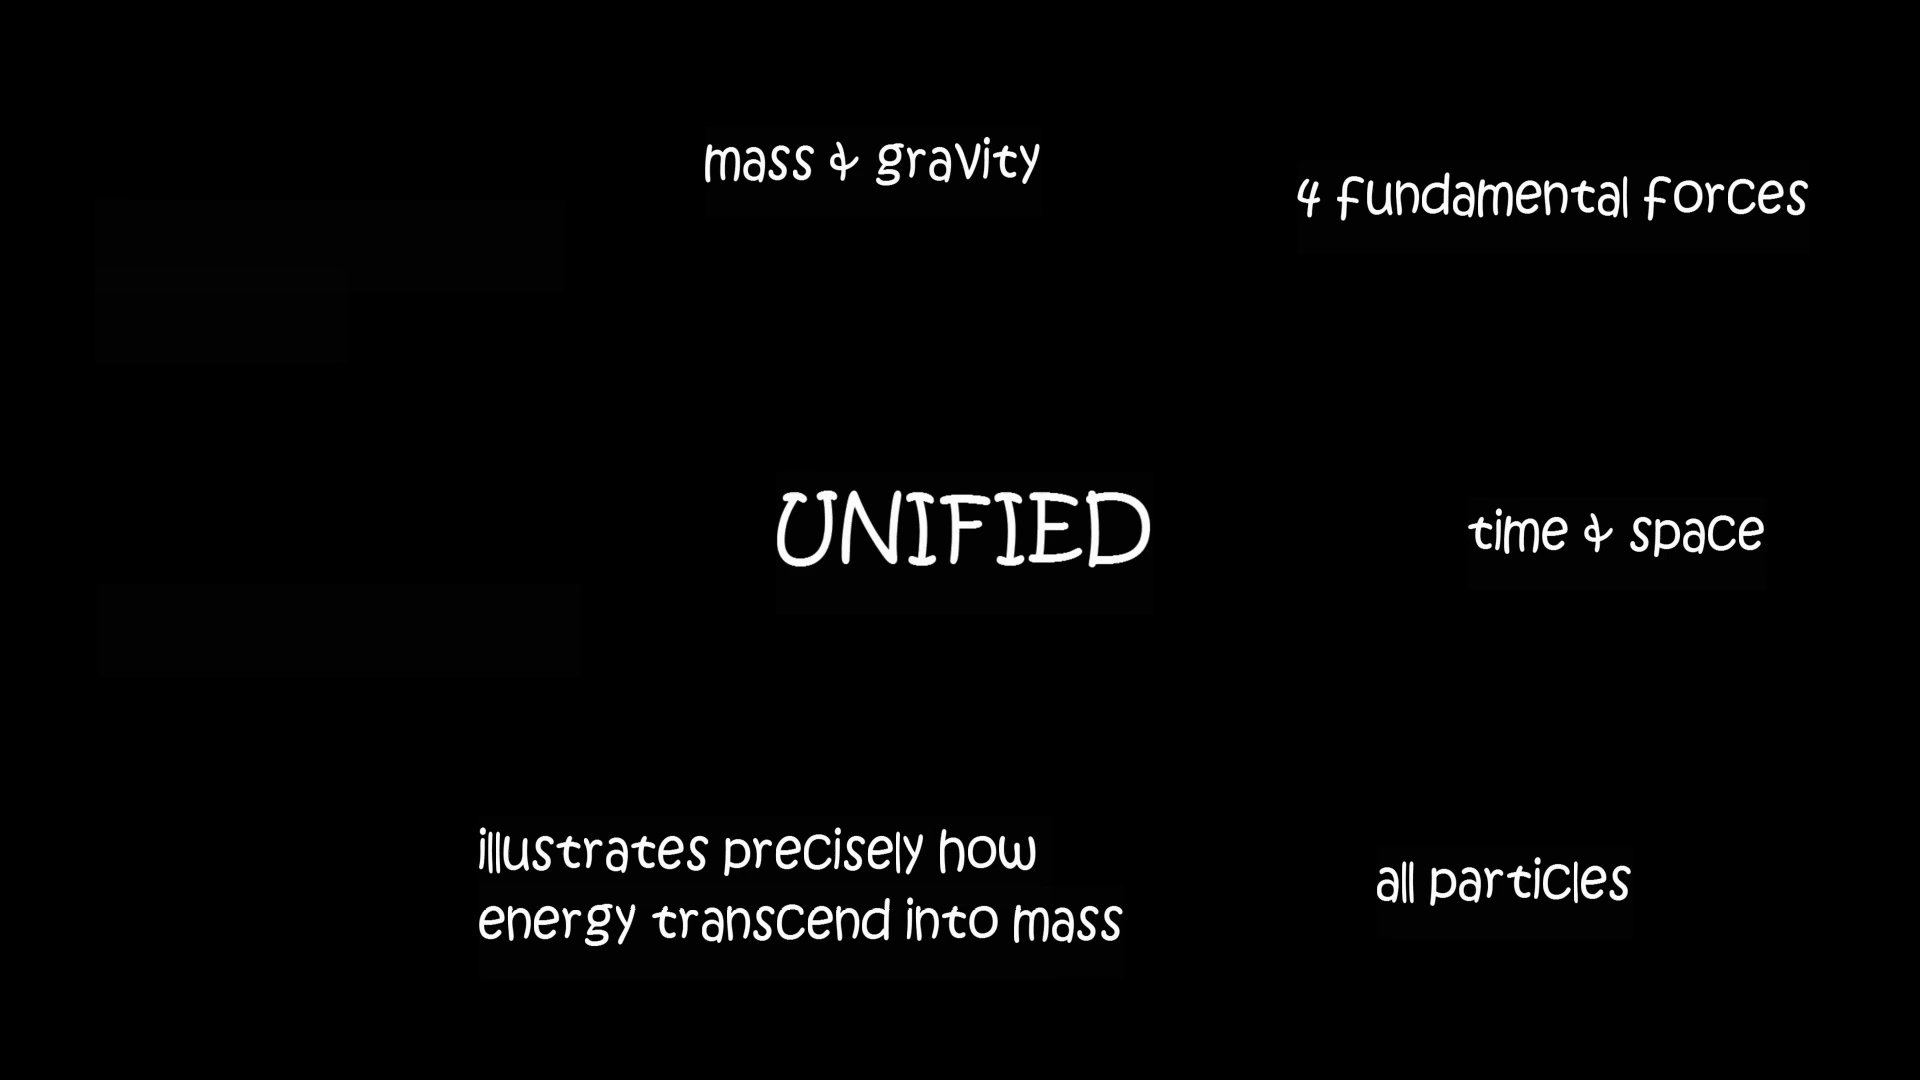 mass & gravity
4 fundamental forces
UNIFIED
time & space
illustrates precisely how
energy transcend into mass
all particles